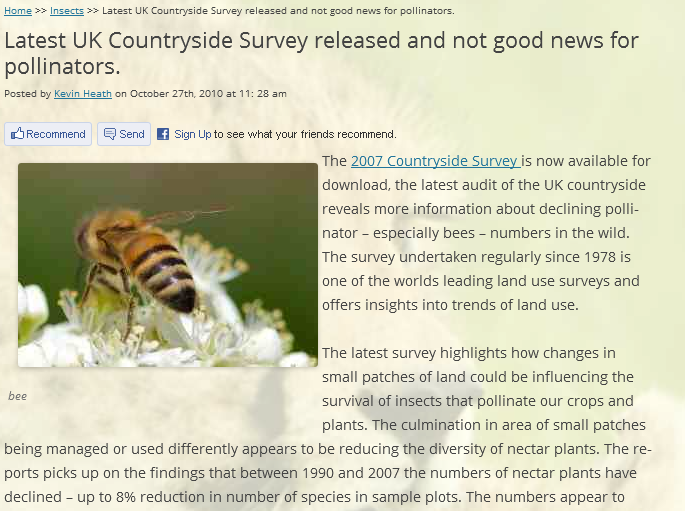 Home >> Insects >> Latest UK Countryside Survey released and not good news for pollinators.
Latest UK Countryside Survey released and not good news for
pollinators.
Posted by Kevin Heath on October 27th, 2010 at 11: 28 am
Recommend Send Sign Up to see what your friends recommend.
The 2007 Countryside Survey is now available for
download, the latest audit of the UK countryside
reveals more information about declining polli-
nator – especially bees – numbers in the wild.
The survey undertaken regularly since 1978 is
one of the worlds leading land use surveys and
offers insights into trends of land use.
The latest survey highlights how changes in
small patches of land could be influencing the
bee
survival of insects that pollinate our crops and
plants. The culmination in area of small patches
being managed or used differently appears to be reducing the diversity of nectar plants. The re-
ports picks up on the findings that between 1990 and 2007 the numbers of nectar plants have
declined – up to 8% reduction in number of species in sample plots. The numbers appear to